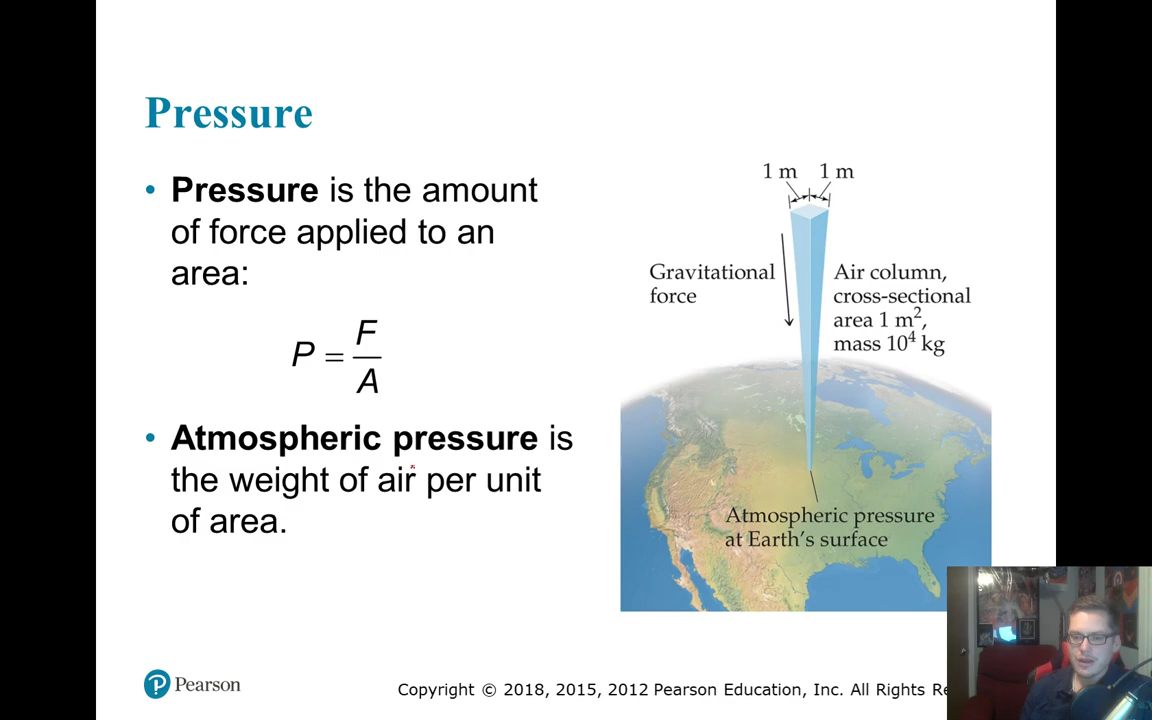 Pressure
• Pressure is the amount
of force applied to an
area:
P = F/A
• Atmospheric pressure is
the weight of air per unit
of area.
1 m 1 m
Gravitational
force
Air column,
cross-sectional
area 1 m²,
mass 10⁴ kg
Atmospheric pressure
at Earth's surface
P Pearson
Copyright © 2018, 2015, 2012 Pearson Education, Inc. All Rights